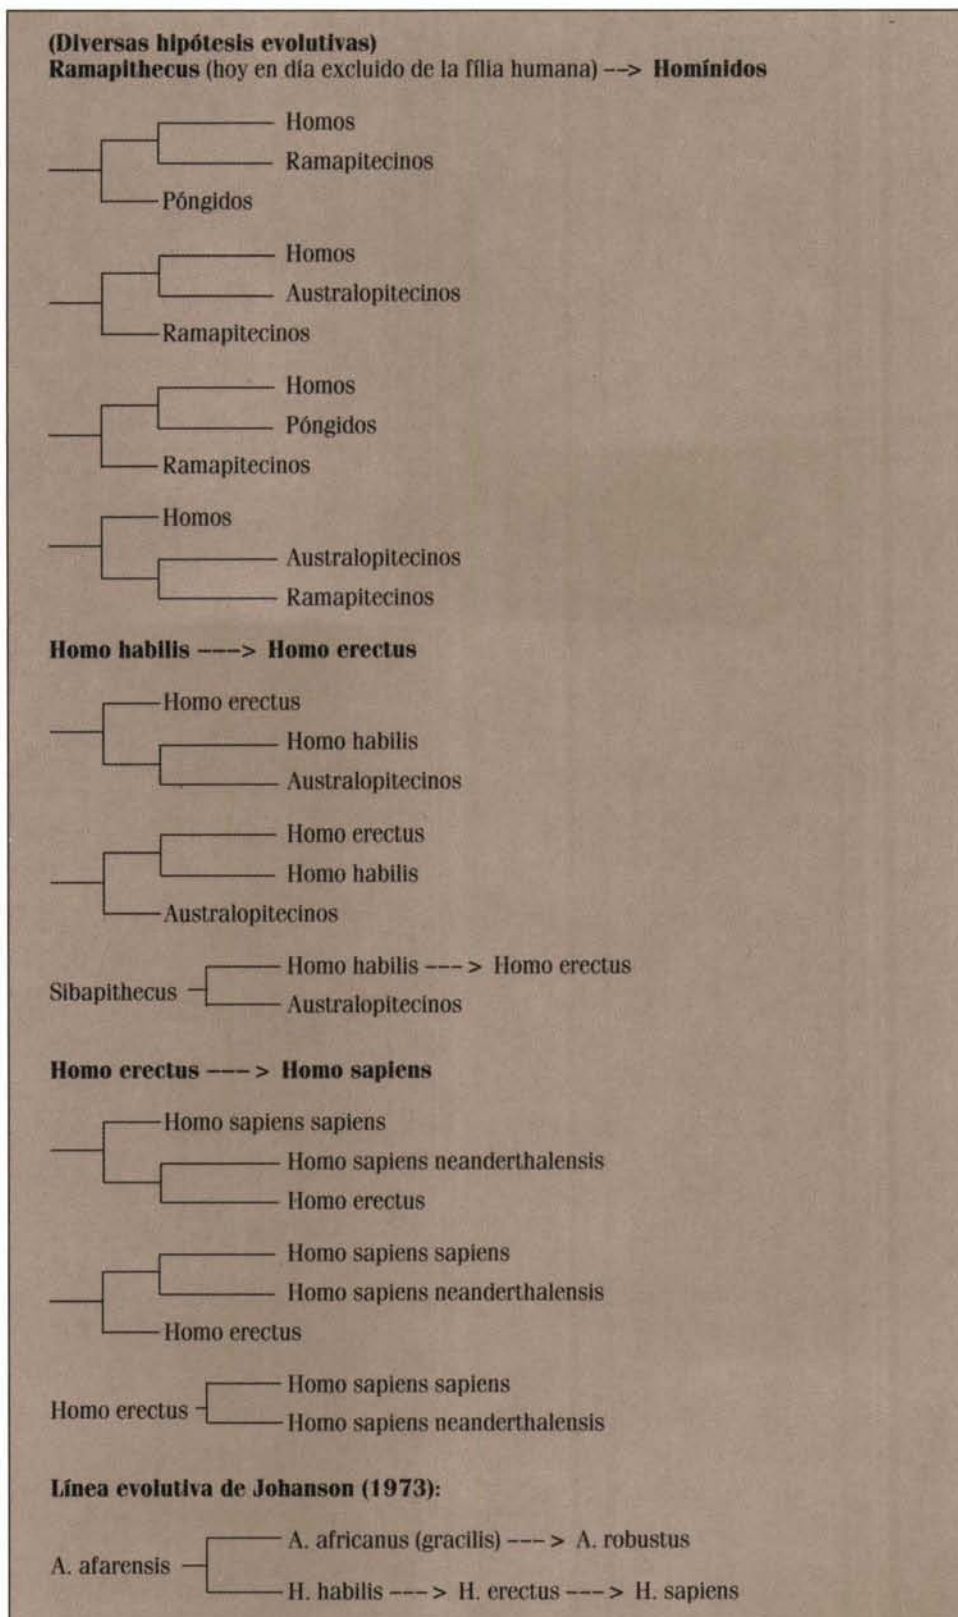 (Diversas hipótesis evolutivas)
Ramapithecus (hoy en día excluido de la filia humana) --> Homínidos
Homos
Ramapitecinos
Póngidos
Homos
Australopitecinos
Ramapitecinos
Homos
Póngidos
Ramapitecinos
Homos
Australopitecinos
Ramapitecinos
Homo habilis ---> Homo erectus
Homo erectus
Homo habilis
Australopitecinos
Homo erectus
Homo habilis
Australopitecinos
Homo habilis --- > Homo erectus
Sibapithecus
Australopitecinos
Homo erectus --- > Homo sapiens
Homo sapiens sapiens
Homo sapiens neanderthalensis
Homo erectus
Homo sapiens sapiens
Homo sapiens neanderthalensis
Homo erectus
Homo sapiens sapiens
Homo erectus
Homo sapiens neanderthalensis
Línea evolutiva de Johanson (1973):
A. africanus (gracilis) --- > A. robustus
A. afarensis
H. habilis ---> H. erectus ---> H. sapiens